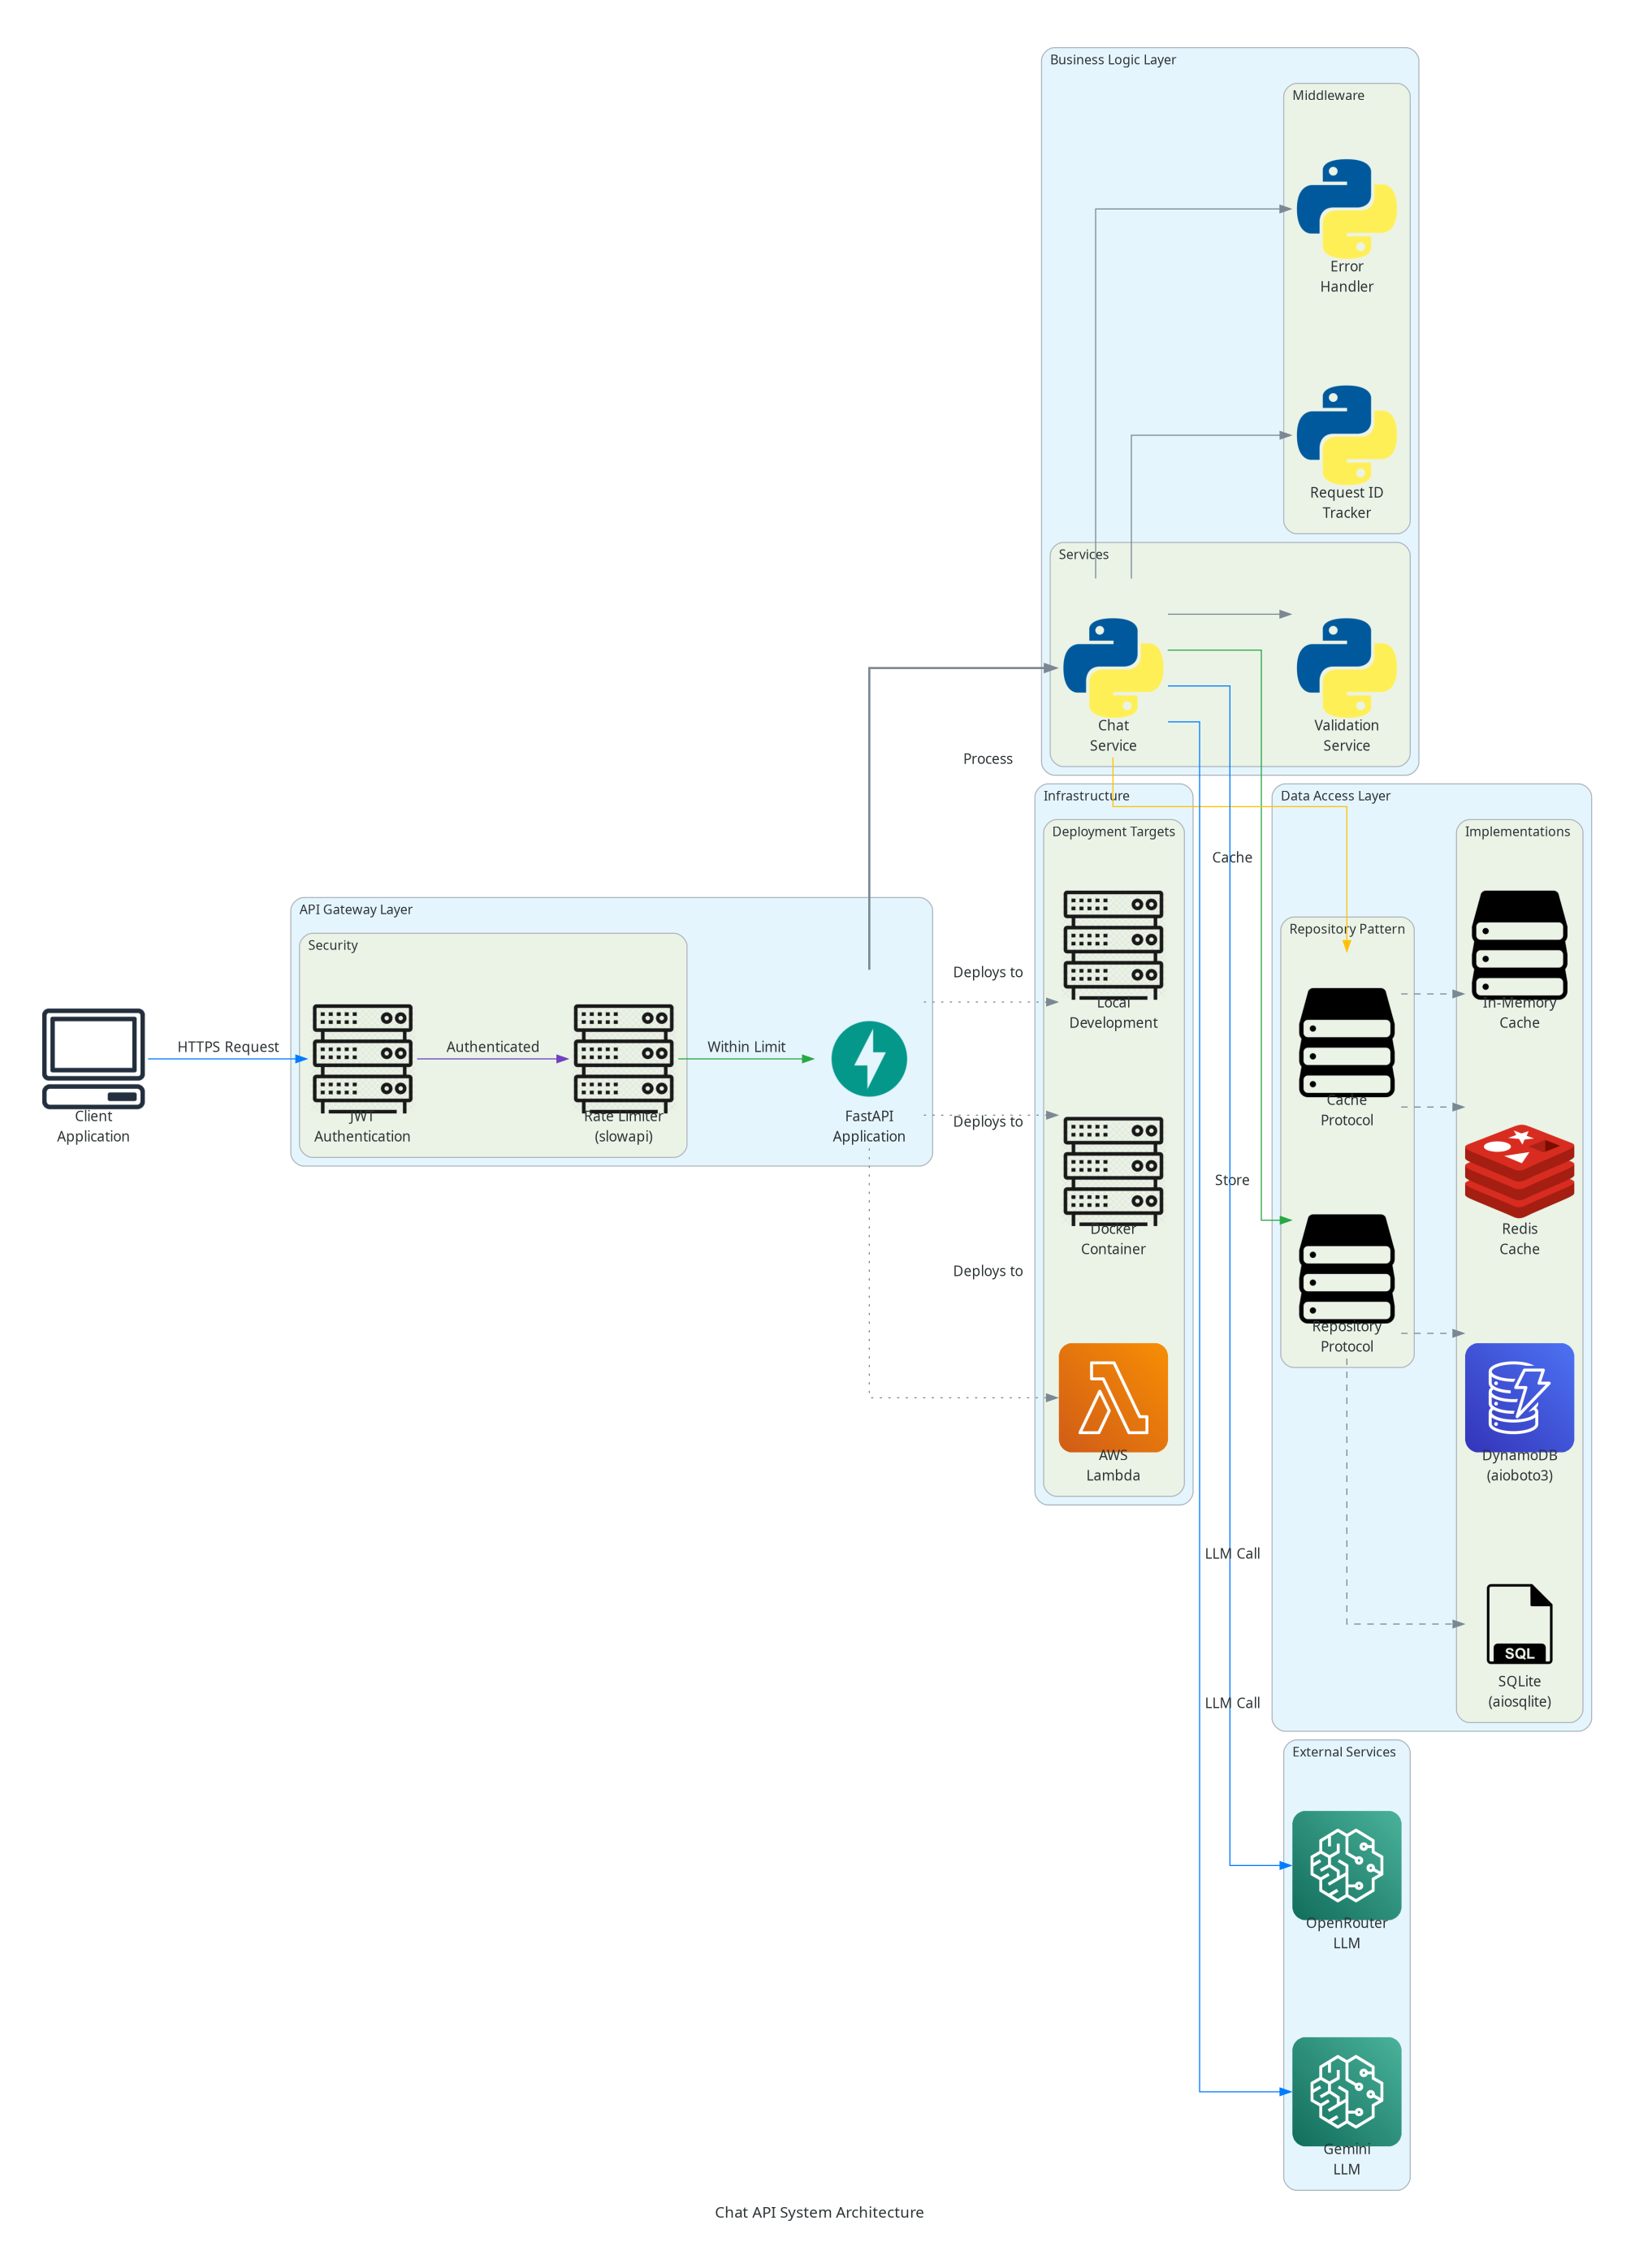 Business Logic Layer
Middleware
Error
Handler
Request ID
Tracker
Services
Chat
Service
Validation
Service
Process
Infrastructure
Deployment Targets
Local
Development
Docker
Container
AWS
Lambda
Data Access Layer
Implementations
Repository Pattern
In-Memory
Cache
Cache
Protocol
Redis
Cache
Repository
Protocol
DynamoDB
(aioboto3)
SQL
SQLite
(aiosqlite)
Cache
Store
LLM Call
LLM Call
API Gateway Layer
Security
Client
Application
HTTPS Request
JWT
Authentication
Authenticated
Rate Limiter
(slowapi)
Within Limit
FastAPI
Application
Deploys to
Deploys to
Deploys to
External Services
OpenRouter
LLM
Gemini
LLM
Chat API System Architecture